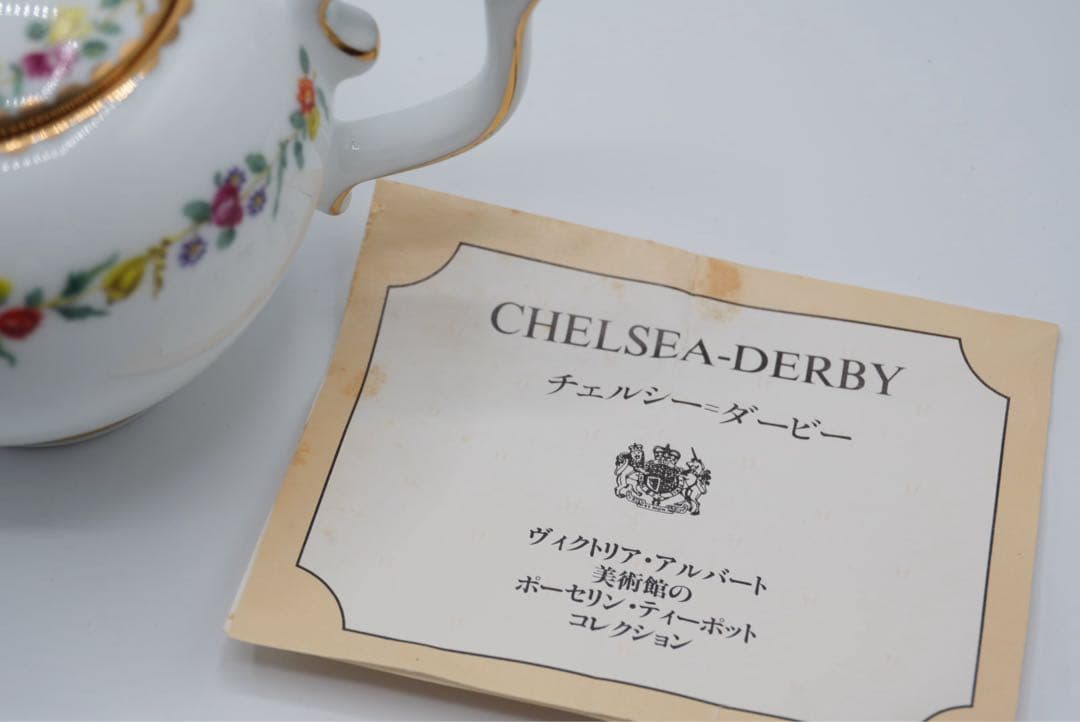 CHELSEA-DERBY
チェルシー=ダービー
ヴィクトリア・アルバート
美術館の
ポーセリン・ティーポット
コレクション